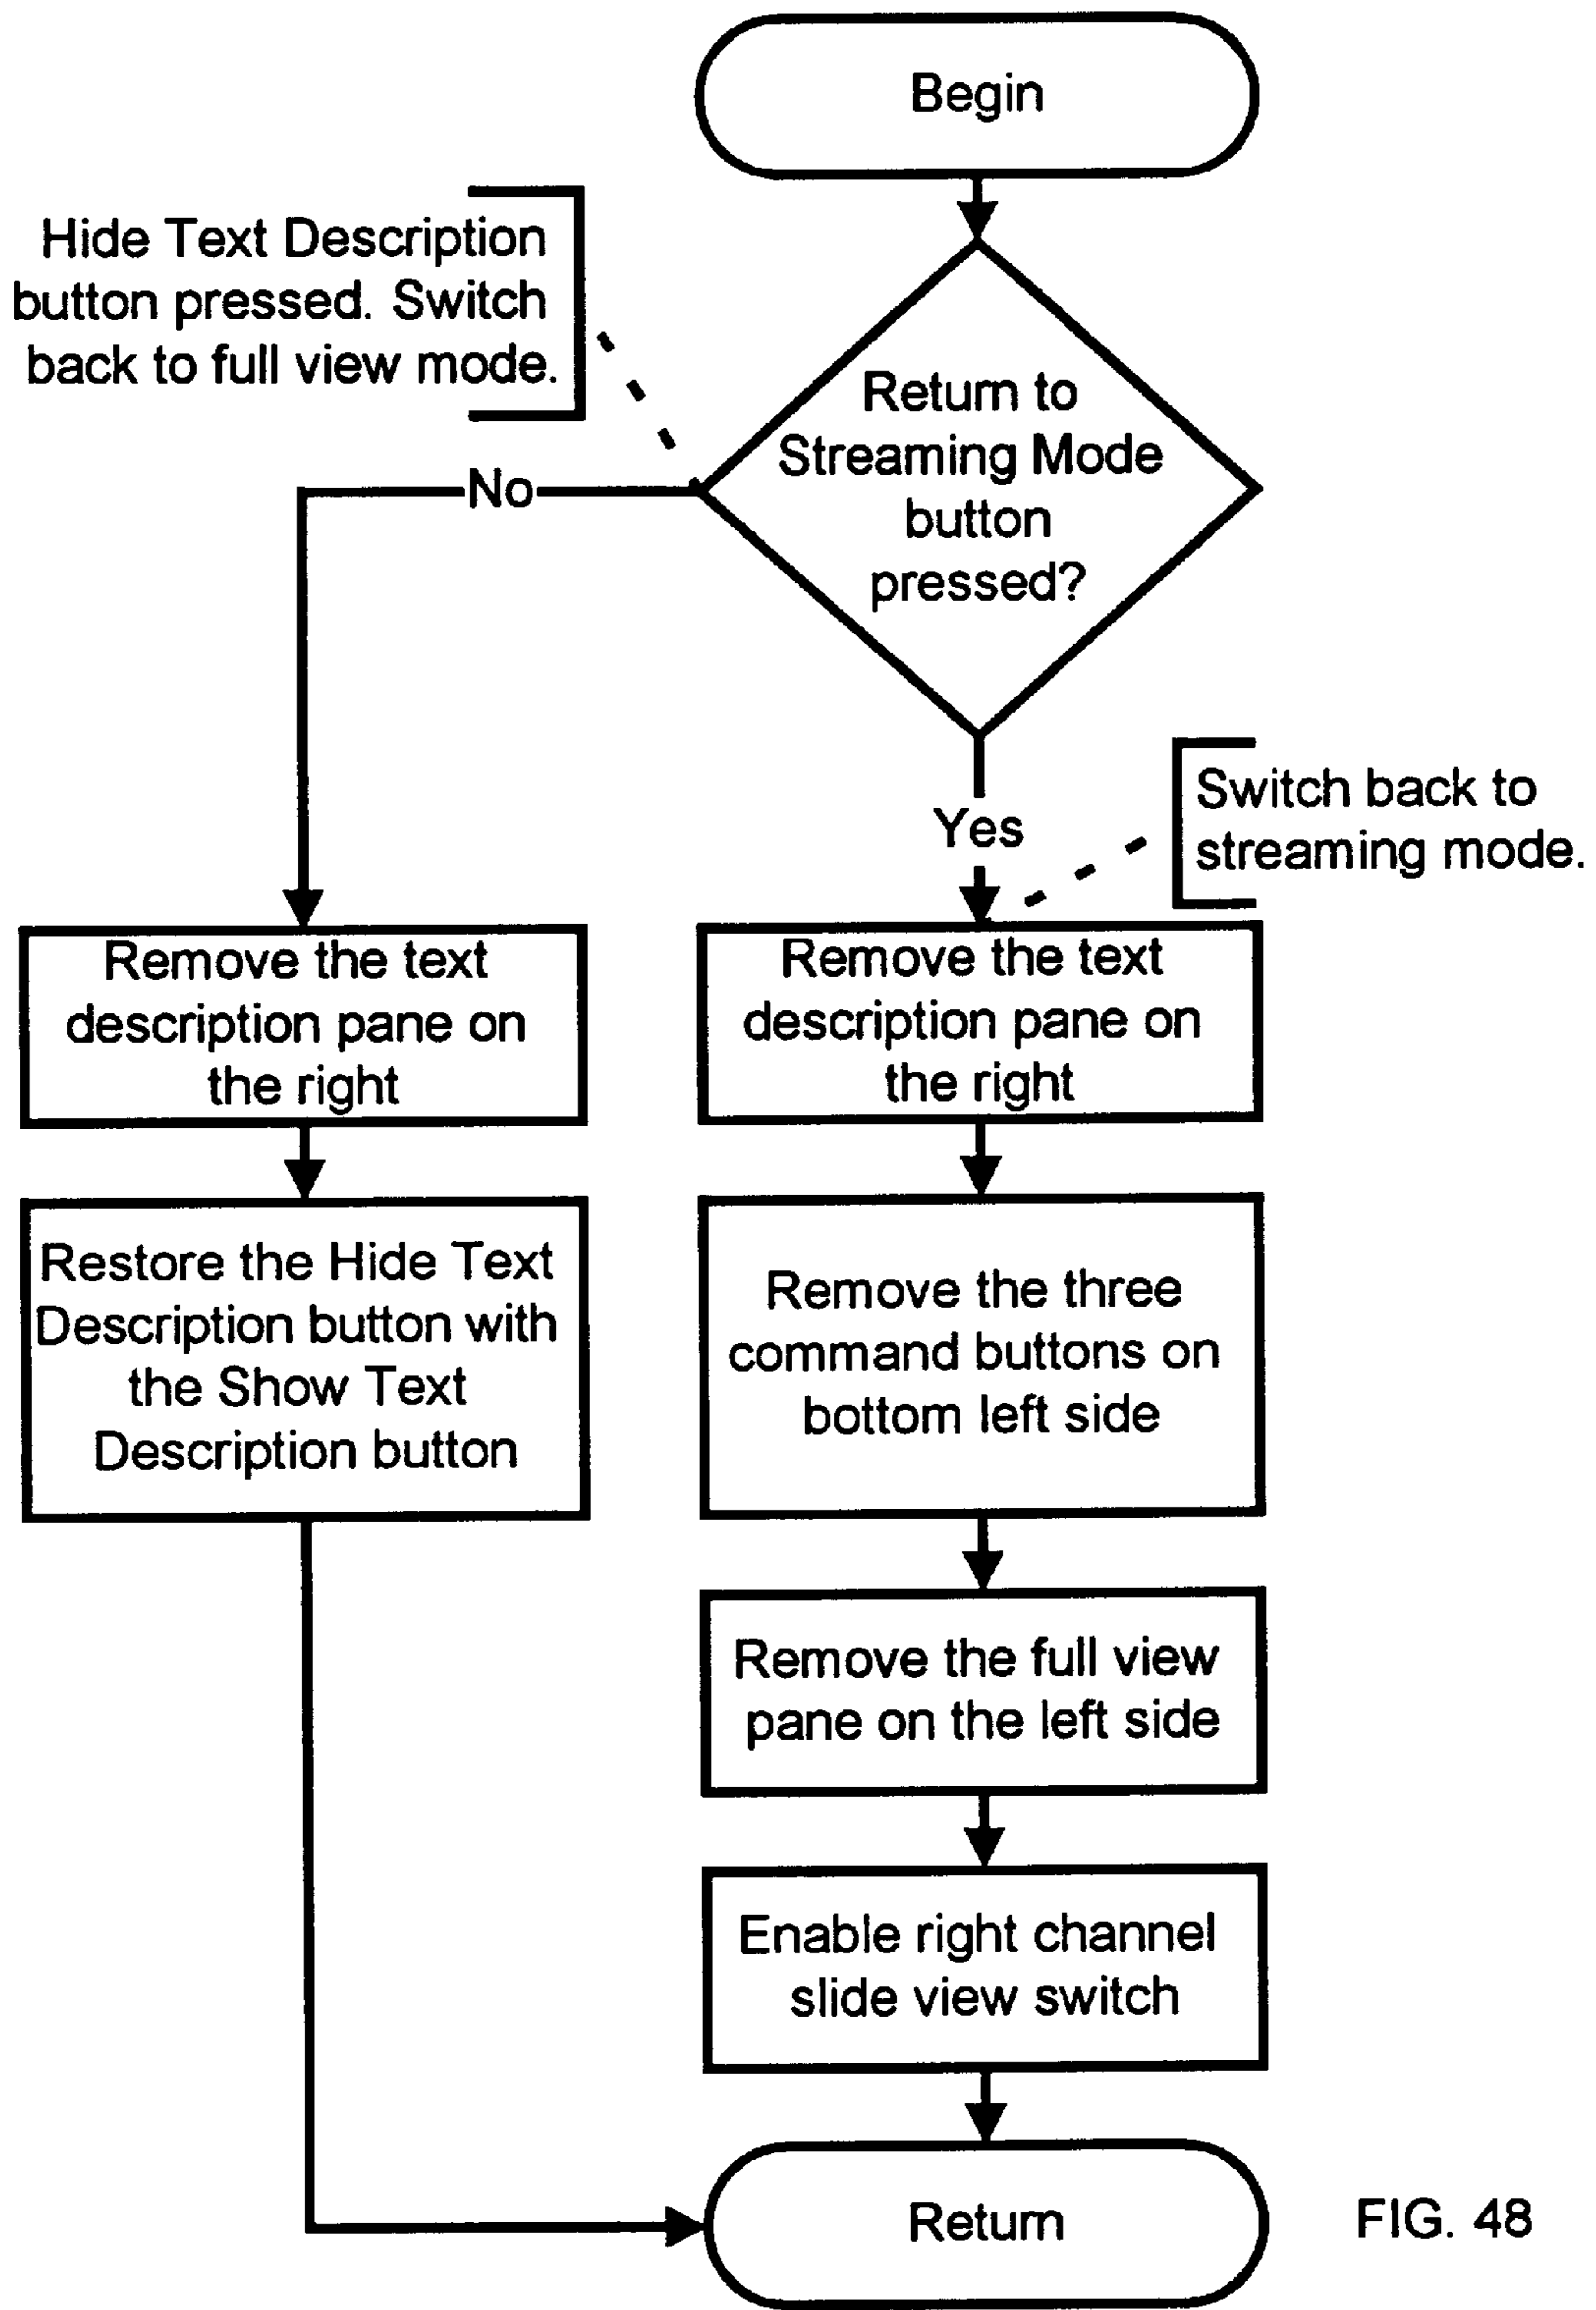 Begin
Hide Text Description
button pressed. Switch
back to full view mode.
Return to
Streaming Mode
button
pressed?
No
Yes
Switch back to
streaming mode.
Remove the text
description pane on
the right
Remove the text
description pane on
the right
Restore the Hide Text
Description button with
the Show Text
Description button
Remove the three
command buttons on
bottom left side
Remove the full view
pane on the left side
Enable right channel
slide view switch
Return
FIG. 48